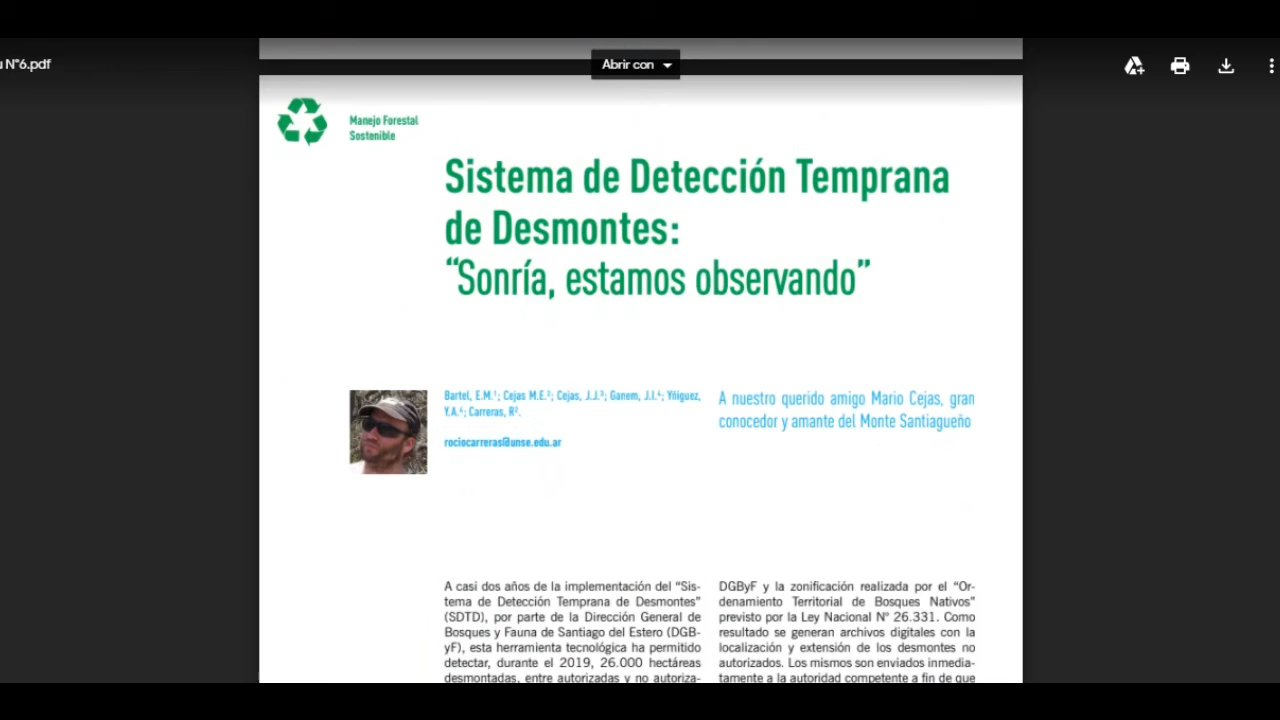 N°6.pdf
Abrir con
Manejo Forestal
Sostenible
Sistema de Detección Temprana
de Desmontes:
“Sonría, estamos observando”
Bartel, E.M.¹; Cejas M.E.²; Cejas, J.J.³; Ganem, J.I.⁴; Yñiguez,
Y.A.⁴; Carreras, R².
rociocarreras@unse.edu.ar
A nuestro querido amigo Mario Cejas, gran
conocedor y amante del Monte Santiagueño
A casi dos años de la implementación del “Sis-
tema de Detección Temprana de Desmontes”
(SDTD), por parte de la Dirección General de
Bosques y Fauna de Santiago del Estero (DGB-
yF), esta herramienta tecnológica ha permitido
detectar, durante el 2019, 26.000 hectáreas
desmontadas, entre autorizadas y no autoriza-
DGByF y la zonificación realizada por el “Or-
denamiento Territorial de Bosques Nativos”
previsto por la Ley Nacional N° 26.331. Como
resultado se generan archivos digitales con la
localización y extensión de los desmontes no
autorizados. Los mismos son enviados inmedia-
tamente a la autoridad competente a fin de que